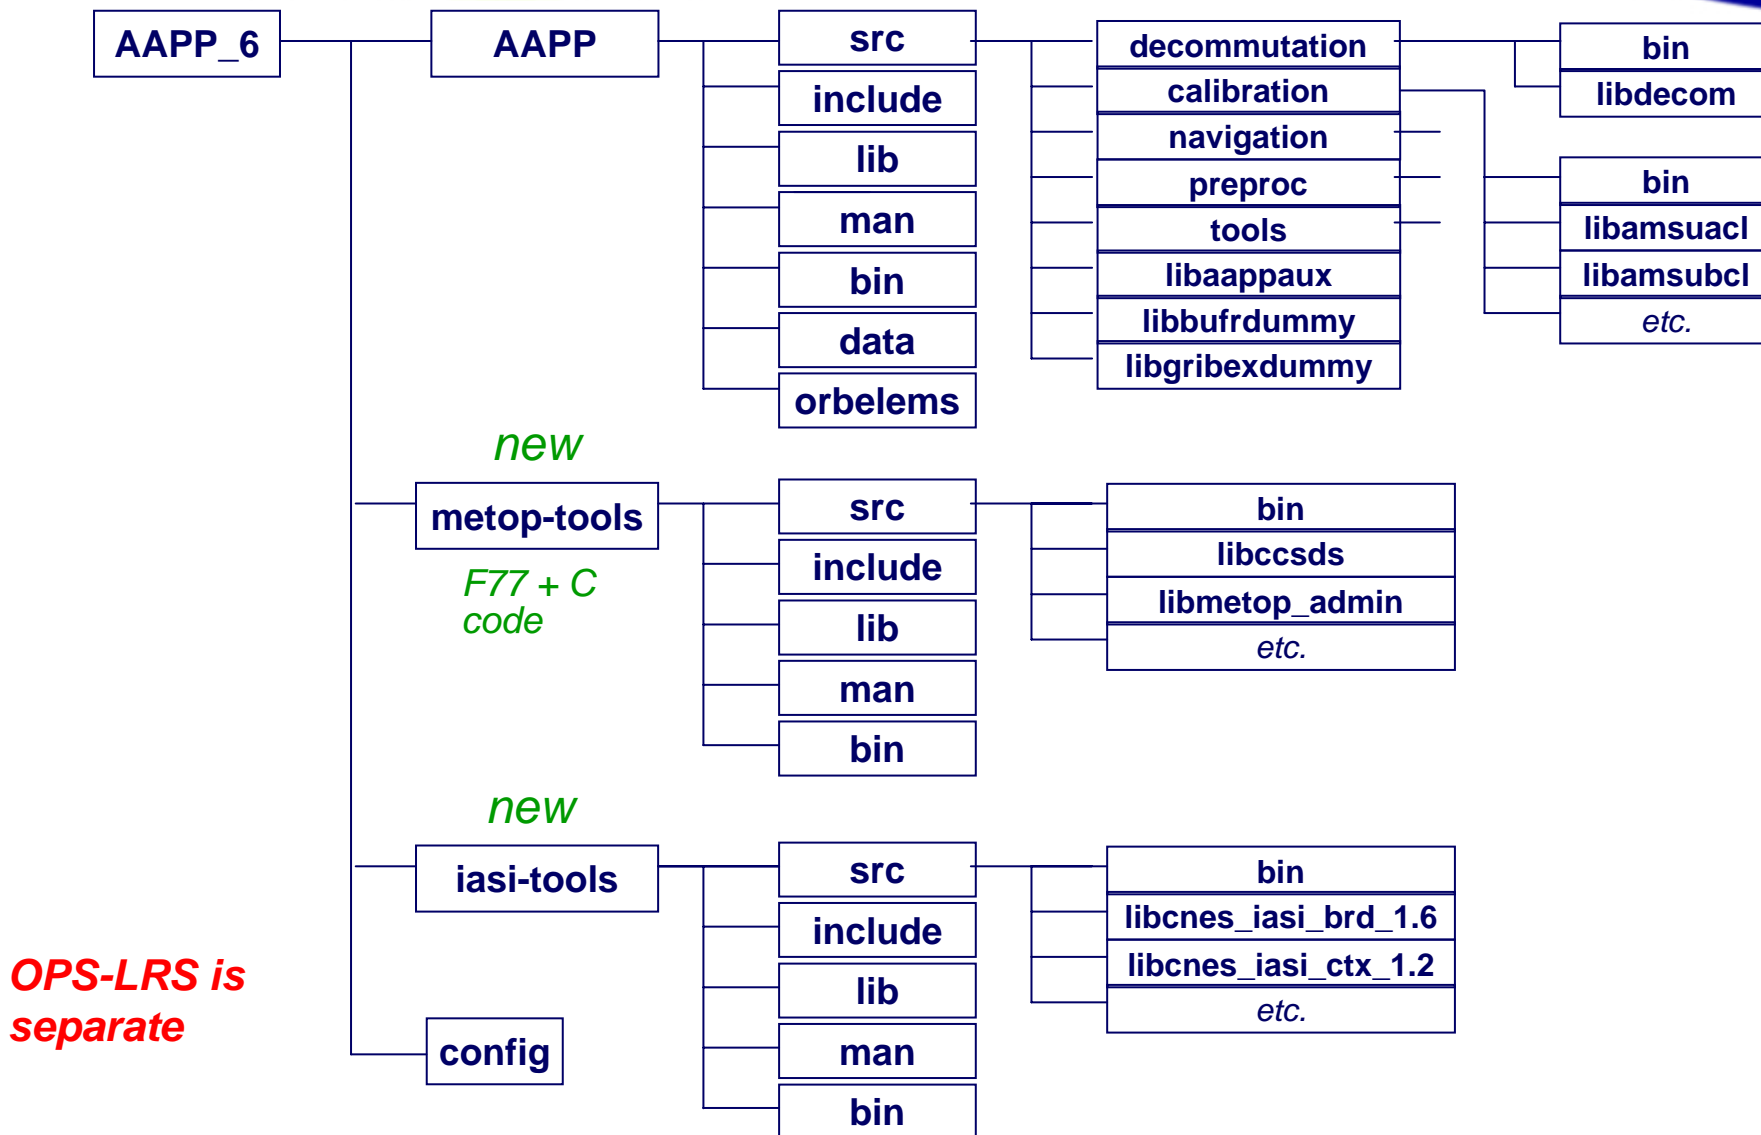 AAPP_6
AAPP
src
include
lib
man
bin
data
orbelems
decommutation
calibration
navigation
preproc
tools
libaappaux
libbufrdummy
libgribexdummy
bin
libdecom
bin
libamsuacl
libamsubcl
etc.
new
metop-tools
F77 + C
code
src
include
lib
man
bin
bin
libccsds
libmetop_admin
etc.
new
iasi-tools
src
include
lib
man
bin
bin
libcnes_iasi_brd_1.6
libcnes_iasi_ctx_1.2
etc.
OPS-LRS is
separate
config